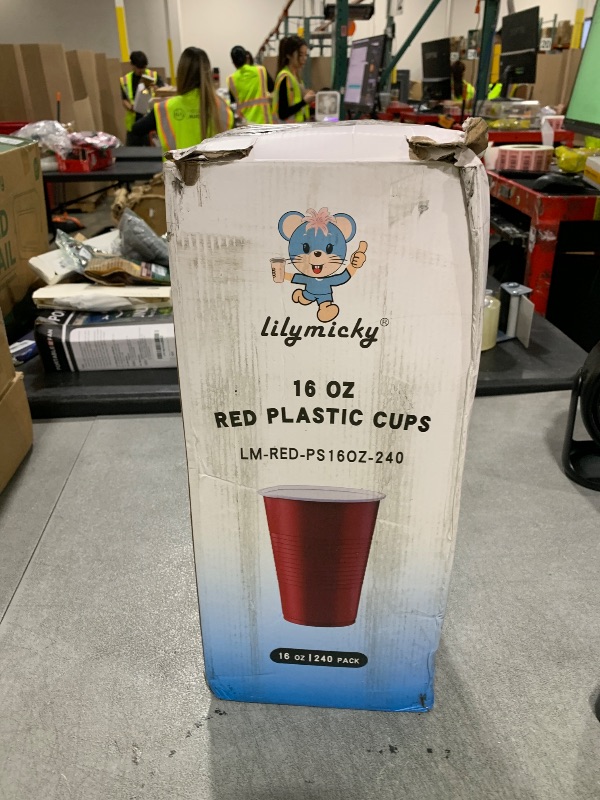 lilymicky®
16 OZ
RED PLASTIC CUPS
LM-RED-PS16OZ-240
16 OZ | 240 PACK